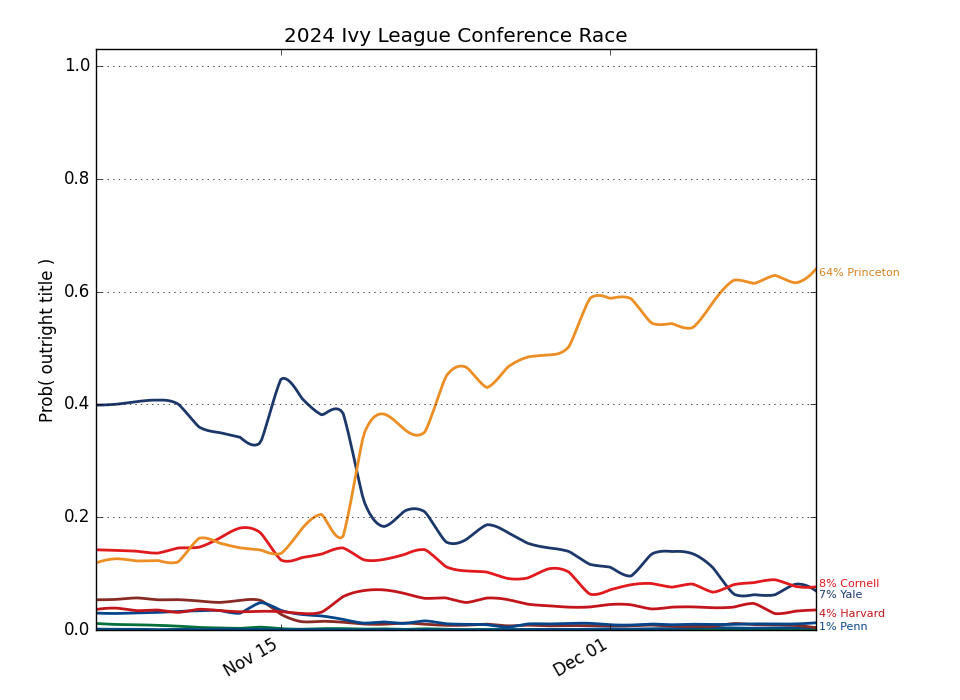 2024 Ivy League Conference Race
1.0
0.8
0.6
0.4
0.2
0.0
Prob( outright title )
Nov 15
Dec 01
64% Princeton
8% Cornell
7% Yale
4% Harvard
1% Penn